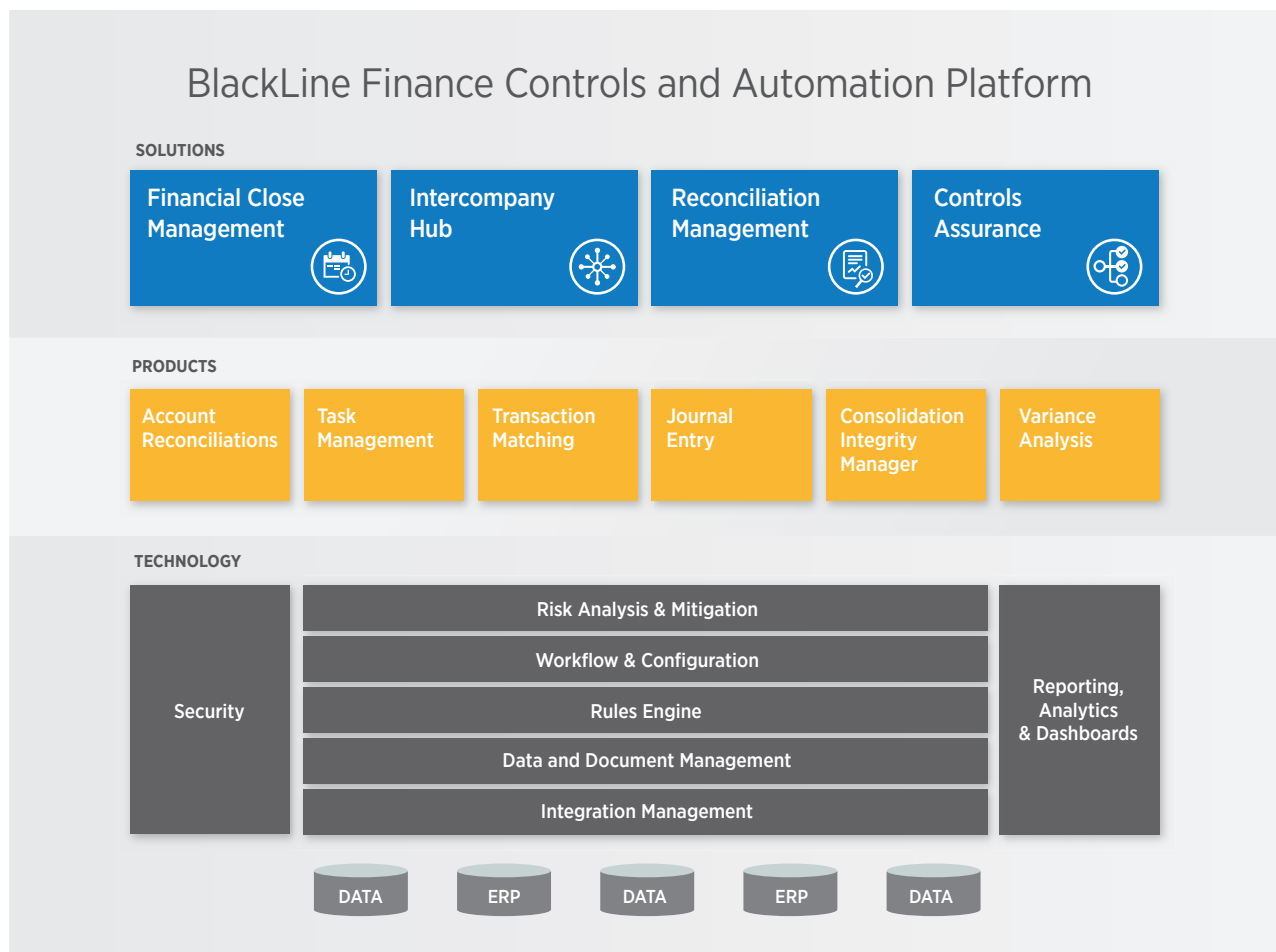 BlackLine Finance Controls and Automation Platform
SOLUTIONS
Financial Close
Management
Intercompany
Hub
Reconciliation
Management
Controls
Assurance
PRODUCTS
Account
Reconciliations
Task
Management
Transaction
Matching
Journal
Entry
Consolidation
Integrity
Manager
Variance
Analysis
TECHNOLOGY
Security
Risk Analysis & Mitigation
Workflow & Configuration
Rules Engine
Data and Document Management
Integration Management
Reporting,
Analytics
& Dashboards
DATA
ERP
DATA
ERP
DATA